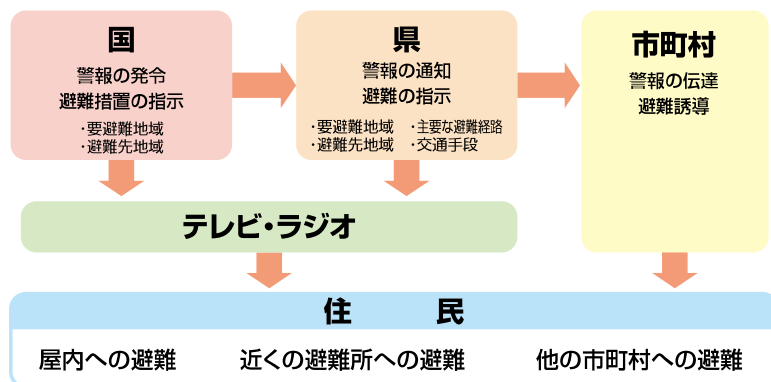 国
警報の発令
避難措置の指示
・要避難地域
・避難先地域
県
警報の通知
避難の指示
・要避難地域 ・主要な避難経路
・避難先地域 ・交通手段
市町村
警報の伝達
避難誘導
テレビ・ラジオ
住 民
屋内への避難 近くの避難所への避難 他の市町村への避難